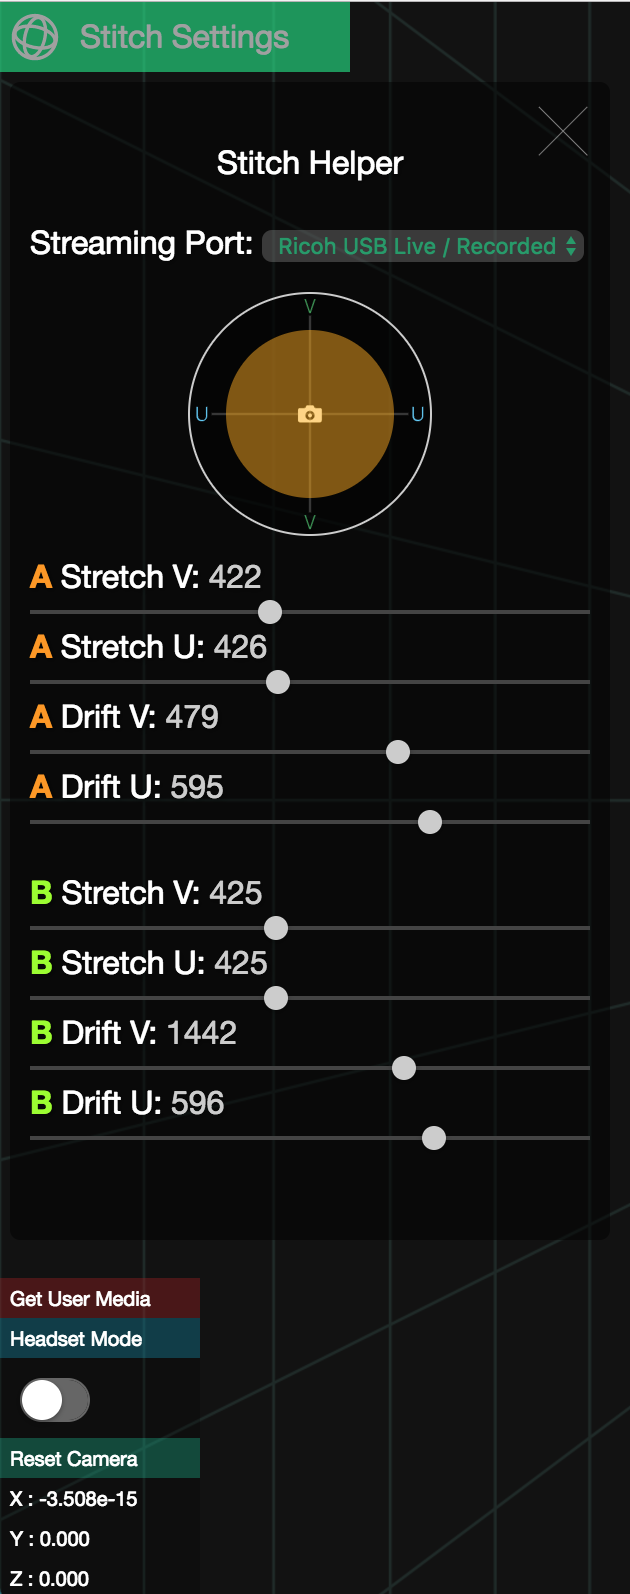 Stitch Settings
Stitch Helper
Streaming Port: Ricoh USB Live / Recorded
V
U U
V
A Stretch V: 422
A Stretch U: 426
A Drift V: 479
A Drift U: 595
B Stretch V: 425
B Stretch U: 425
B Drift V: 1442
B Drift U: 596
Get User Media
Headset Mode
Reset Camera
X : -3.508e-15
Y : 0.000
Z : 0.000